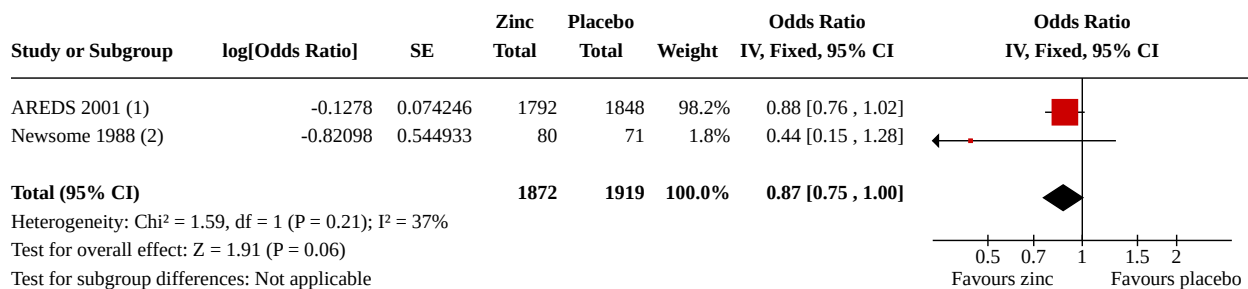 Zinc Placebo Odds Ratio Odds Ratio
Study or Subgroup log[Odds Ratio] SE Total Total Weight IV, Fixed, 95% CI IV, Fixed, 95% CI
AREDS 2001 (1) -0.1278 0.074246 1792 1848 98.2% 0.88 [0.76 , 1.02]
Newsome 1988 (2) -0.82098 0.544933 80 71 1.8% 0.44 [0.15 , 1.28]
Total (95% CI) 1872 1919 100.0% 0.87 [0.75 , 1.00]
Heterogeneity: Chi² = 1.59, df = 1 (P = 0.21); I² = 37%
Test for overall effect: Z = 1.91 (P = 0.06)
0.5 0.7 1 1.5 2
Test for subgroup differences: Not applicable Favours zinc Favours placebo